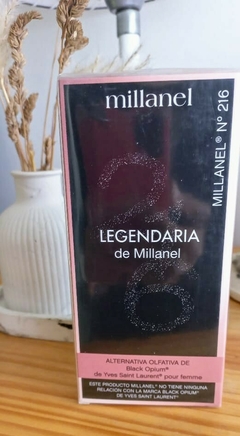 millanel
MILLANEL® Nº 216
216
LEGENDARIA
de Millanel
ALTERNATIVA OLFATIVA DE
Black Opium®
de Yves Saint Laurent® pour femme
ESTE PRODUCTO MILLANEL® NO TIENE NINGUNA
RELACIÓN CON LA MARCA BLACK OPIUM®
DE YVES SAINT LAURENT®